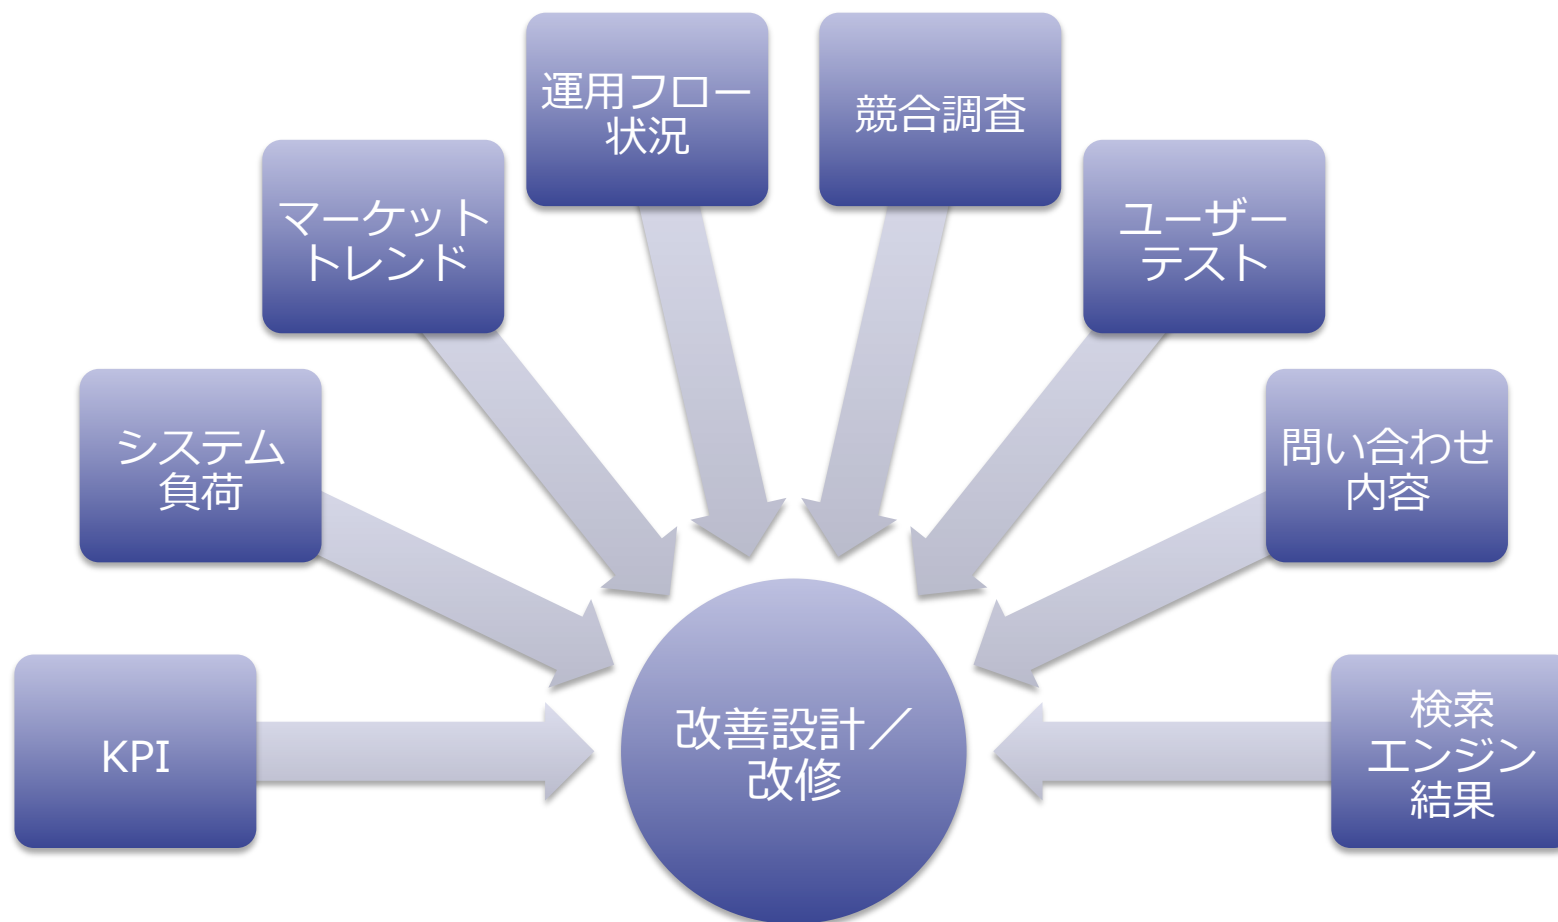 運用フロー
状況
競合調査
マーケット
トレンド
ユーザー
テスト
システム
負荷
問い合わせ
内容
KPI
改善設計／
改修
検索
エンジン
結果